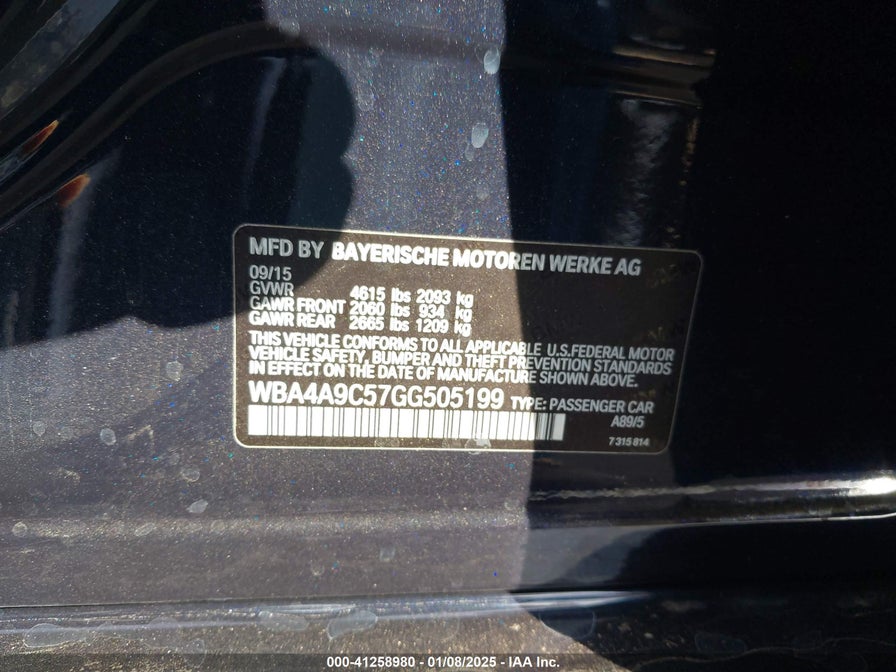 MFD BY BAYERISCHE MOTOREN WERKE AG
09/15
GVWR 4615 lbs 2093 kg
GAWR FRONT 2060 lbs 934 kg
GAWR REAR 2665 lbs 1209 kg
THIS VEHICLE CONFORMS TO ALL APPLICABLE U.S.FEDERAL MOTOR
VEHICLE SAFETY, BUMPER AND THEFT PREVENTION STANDARDS
IN EFFECT ON THE DATE OF MANUFACTURE SHOWN ABOVE.
WBA4A9C57GG505199 TYPE: PASSENGER CAR
A89/5
7 315 814
000-41258980 - 01/08/2025 - IAA Inc.